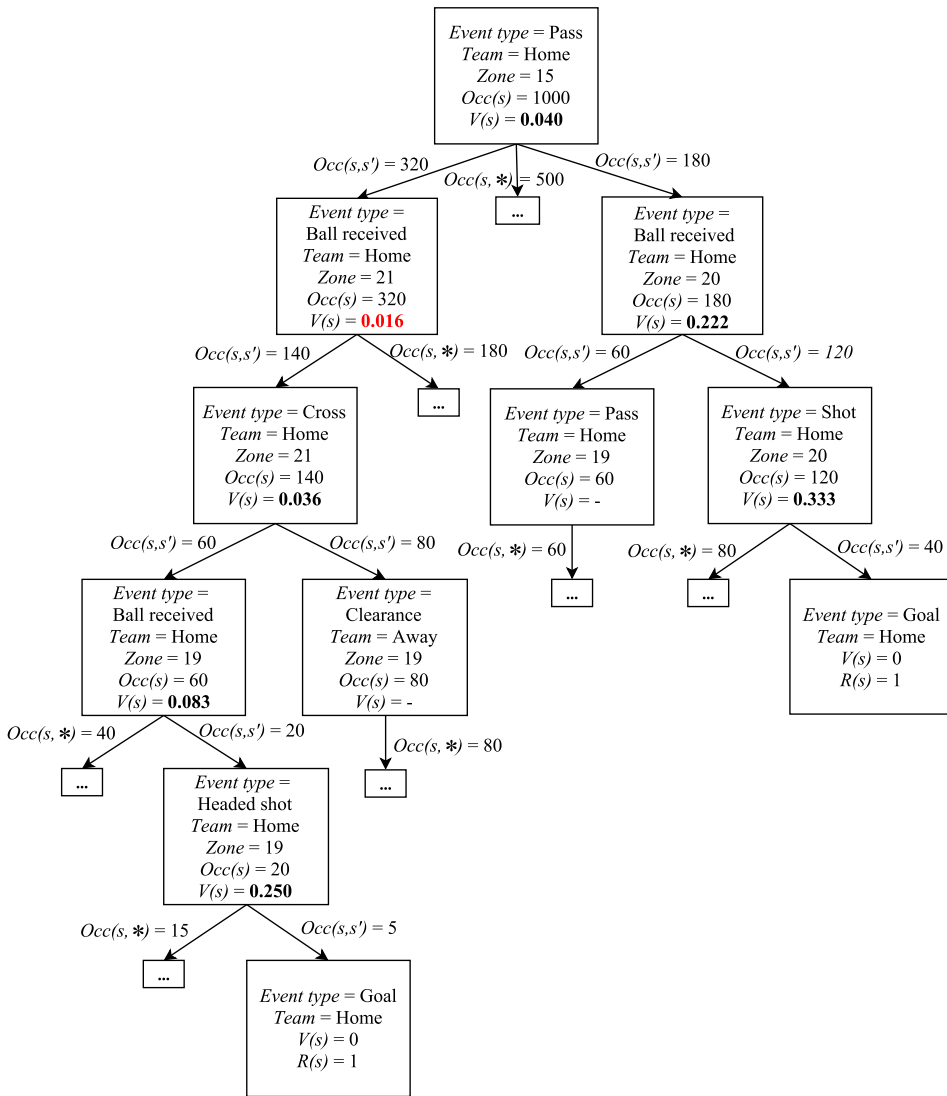 Event type = Pass
Team = Home
Zone = 15
Occ(s) = 1000
V(s) = 0.040
Occ(s,s') = 320
Occ(s,*) = 500
Occ(s,s') = 180
...
Event type =
Ball received
Team = Home
Zone = 21
Occ(s) = 320
V(s) = 0.016
Event type =
Ball received
Team = Home
Zone = 20
Occ(s) = 180
V(s) = 0.222
Occ(s,s') = 140
Occ(s,*) = 180
Occ(s,s') = 60
Occ(s,s') = 120
...
Event type = Cross
Team = Home
Zone = 21
Occ(s) = 140
V(s) = 0.036
Event type = Pass
Team = Home
Zone = 19
Occ(s) = 60
V(s) = -
Event type = Shot
Team = Home
Zone = 20
Occ(s) = 120
V(s) = 0.333
Occ(s,s') = 60
Occ(s,s') = 80
Occ(s,*) = 60
Occ(s,*) = 80
Occ(s,s') = 40
...
...
Event type =
Ball received
Team = Home
Zone = 19
Occ(s) = 60
V(s) = 0.083
Event type =
Clearance
Team = Away
Zone = 19
Occ(s) = 80
V(s) = -
Event type = Goal
Team = Home
V(s) = 0
R(s) = 1
Occ(s,*) = 40
Occ(s,s') = 20
Occ(s,*) = 80
...
...
Event type =
Headed shot
Team = Home
Zone = 19
Occ(s) = 20
V(s) = 0.250
Occ(s,*) = 15
Occ(s,s') = 5
...
Event type = Goal
Team = Home
V(s) = 0
R(s) = 1